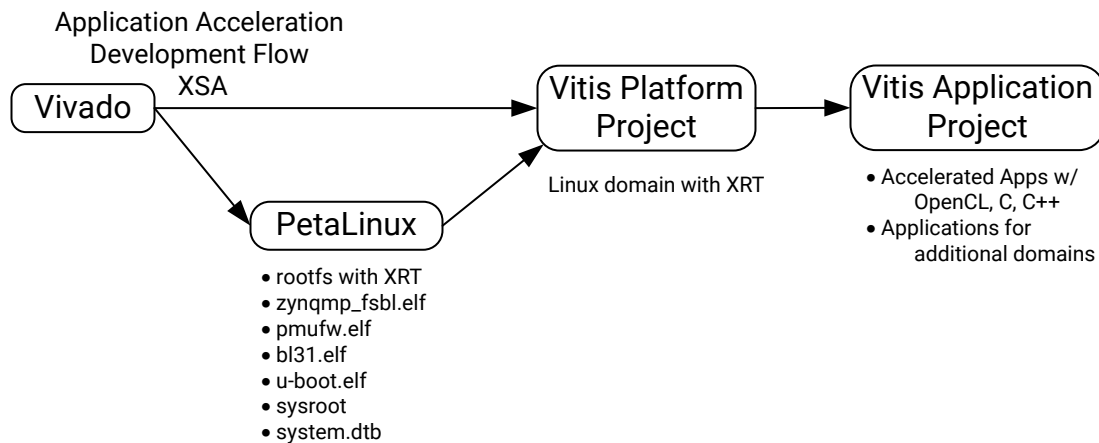 Application Acceleration
Development Flow
XSA
Vivado
Vitis Platform
Project
Vitis Application
Project
Linux domain with XRT
• Accelerated Apps w/
OpenCL, C, C++
• Applications for
additional domains
PetaLinux
• rootfs with XRT
• zynqmp_fsbl.elf
• pmufw.elf
• bl31.elf
• u-boot.elf
• sysroot
• system.dtb